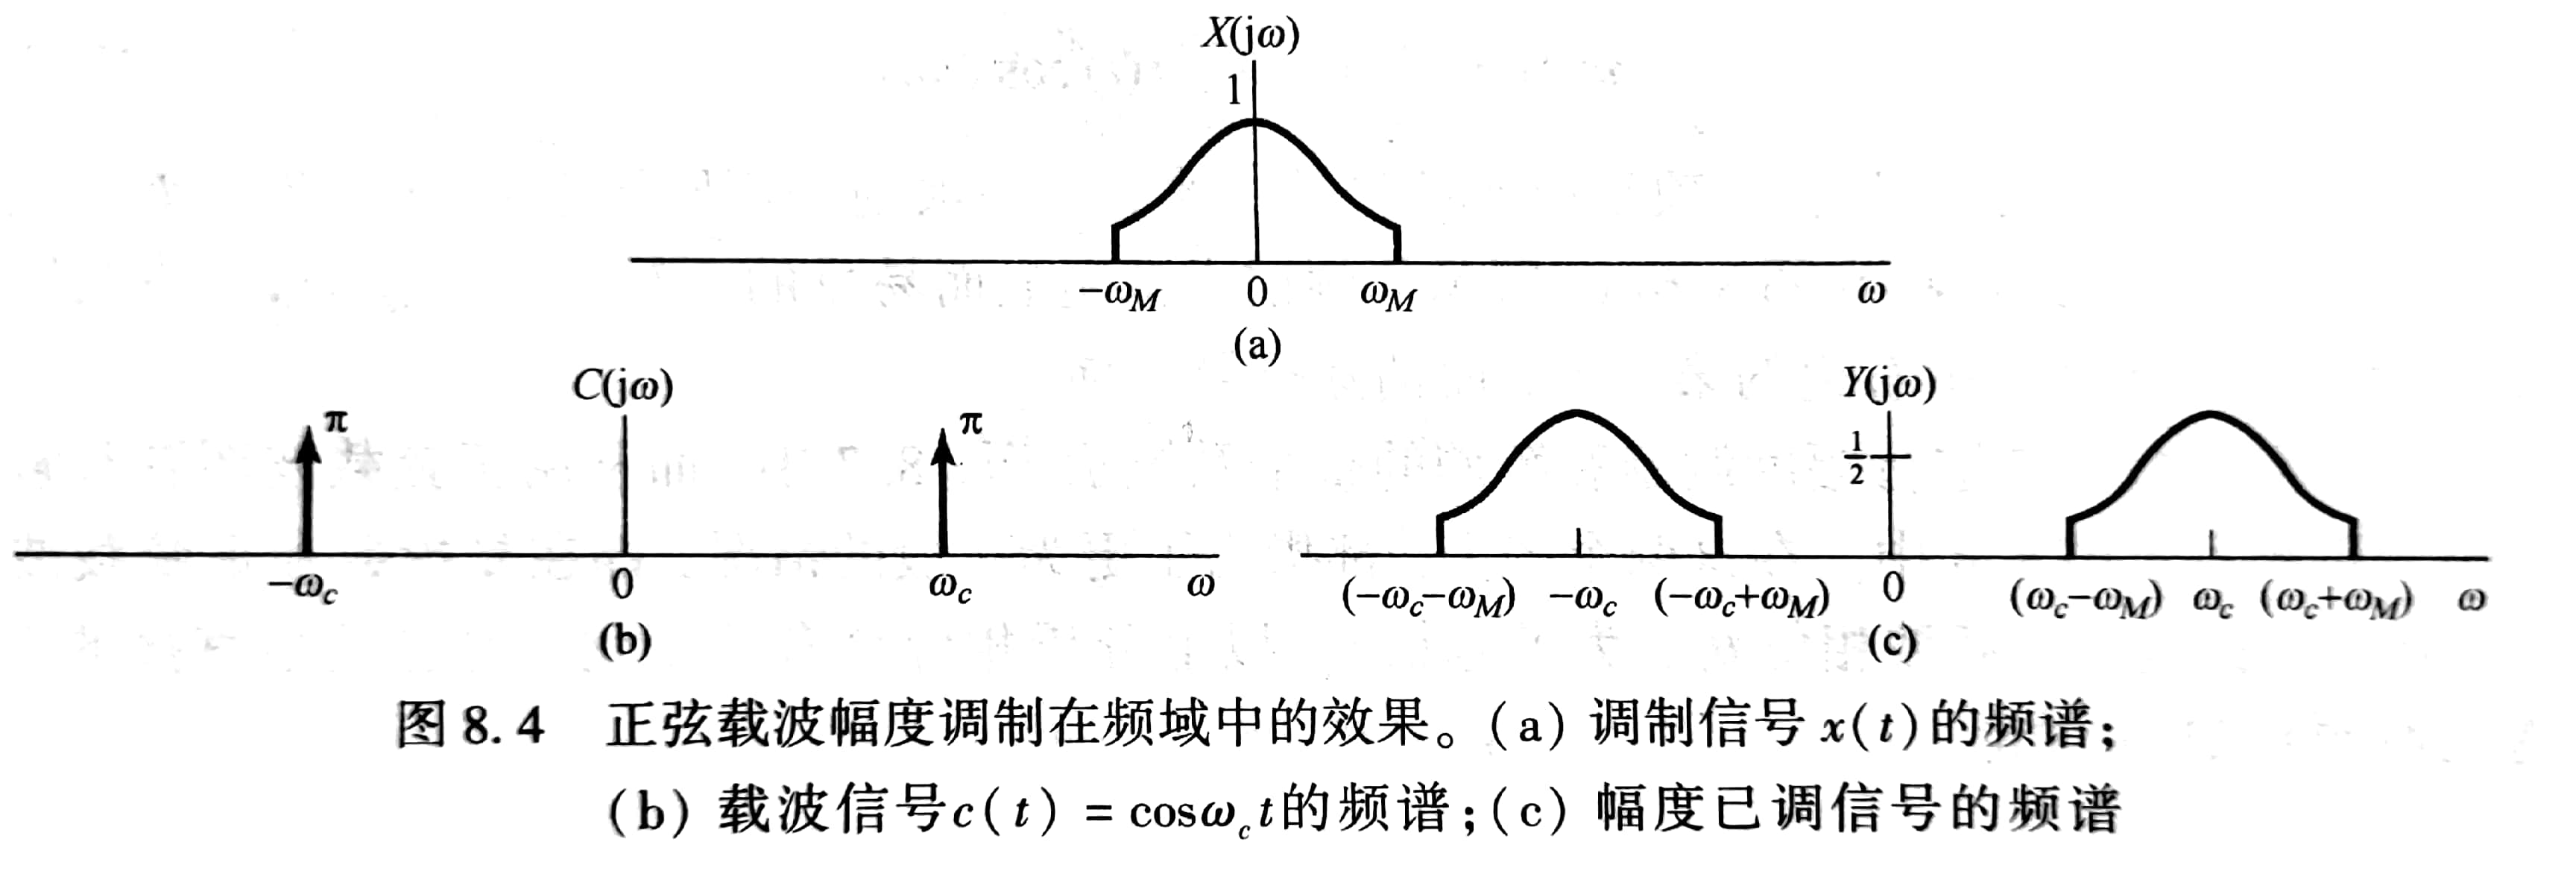 X(jω)
1
−ω_M 0 ω_M ω
(a)
C(jω)
π π
−ω_c 0 ω_c ω
(b)
Y(jω)
1/2
(−ω_c−ω_M) −ω_c (−ω_c+ω_M) 0 (ω_c−ω_M) ω_c (ω_c+ω_M) ω
(c)
图 8.4 正弦载波幅度调制在频域中的效果。(a) 调制信号 x(t)的频谱;
(b) 载波信号c(t) = cosω_c t的频谱;(c) 幅度已调信号的频谱